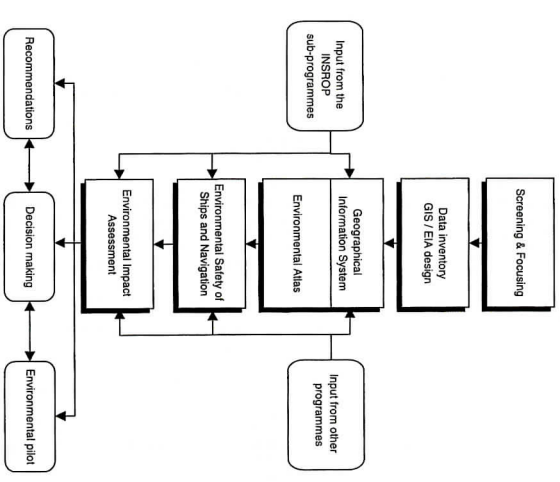 Screening & Focusing
Data inventory
GIS / EIA design
Input from the
INSROP
sub-programmes
Geographical
Information System
Environmental Atlas
Input from other
programmes
Environmental Safety of
Ships and Navigation
Environmental Impact
Assessment
Recommendations
Decision making
Environmental pilot